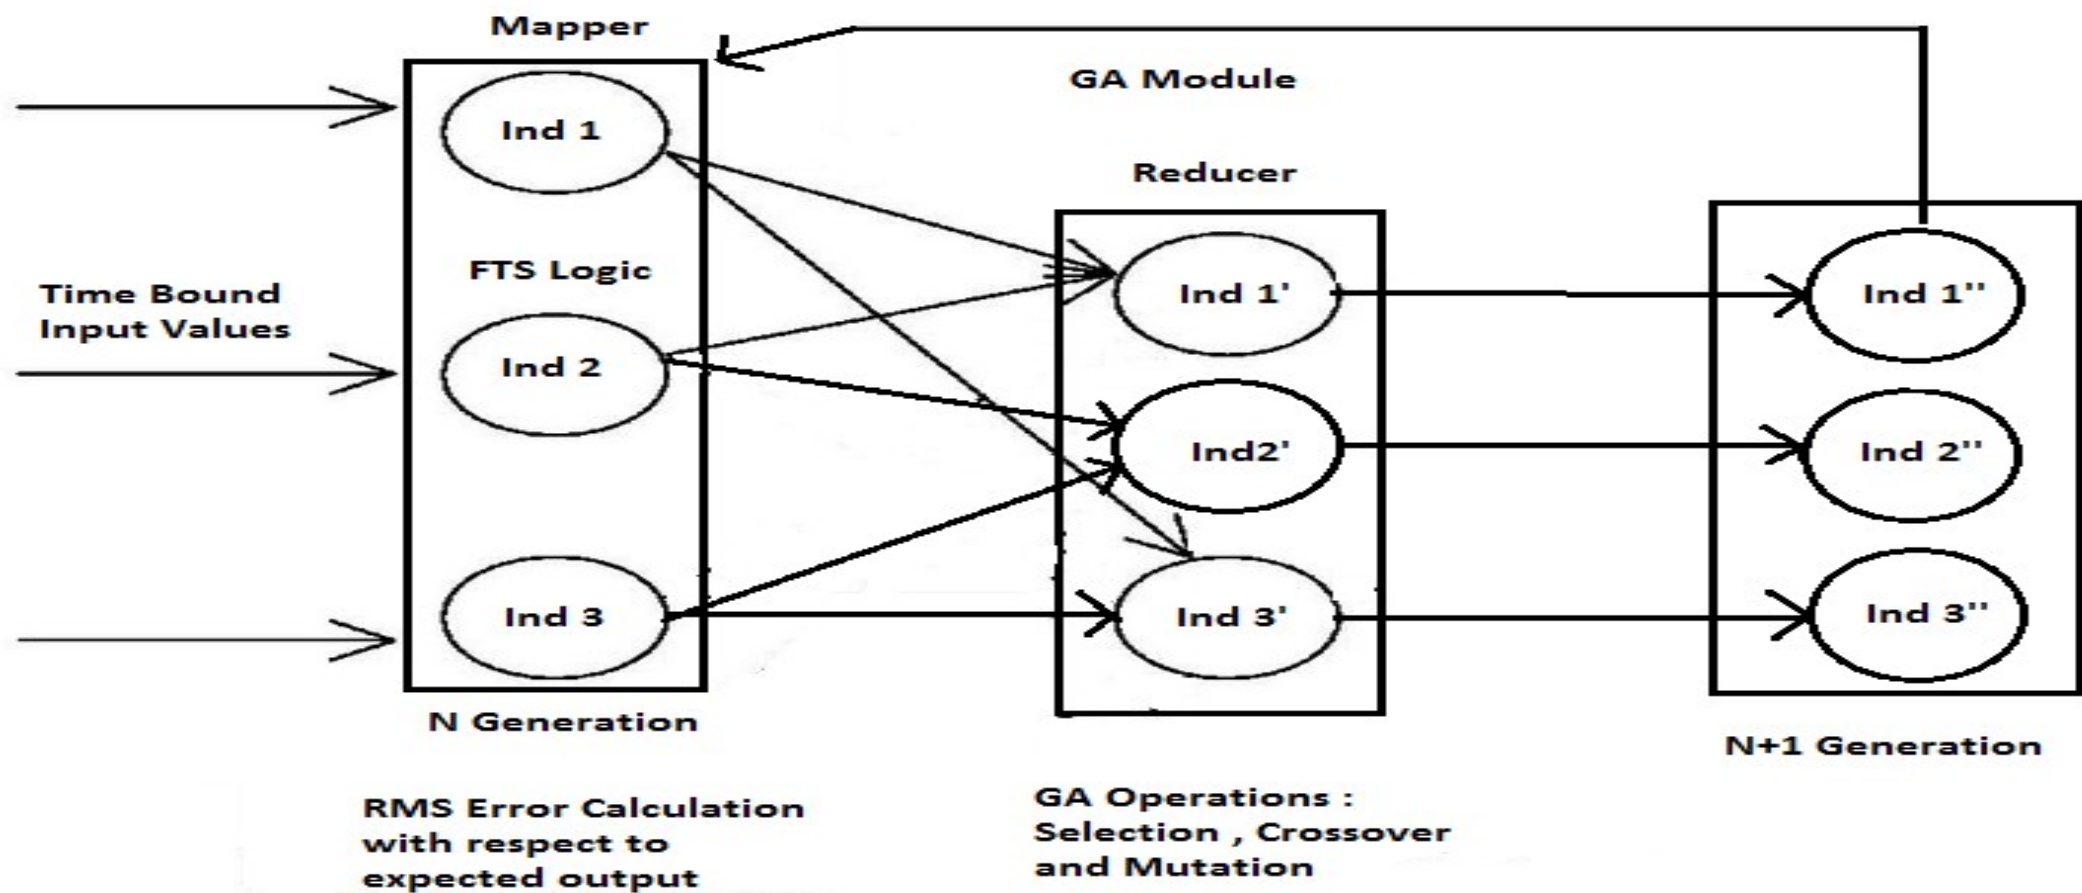 Mapper
GA Module
Ind 1
Reducer
FTS Logic
Time Bound
Input Values
Ind 1'
Ind 1''
Ind 2
Ind2'
Ind 2''
Ind 3
Ind 3'
Ind 3''
N Generation
N+1 Generation
RMS Error Calculation
with respect to
expected output
GA Operations :
Selection , Crossover
and Mutation